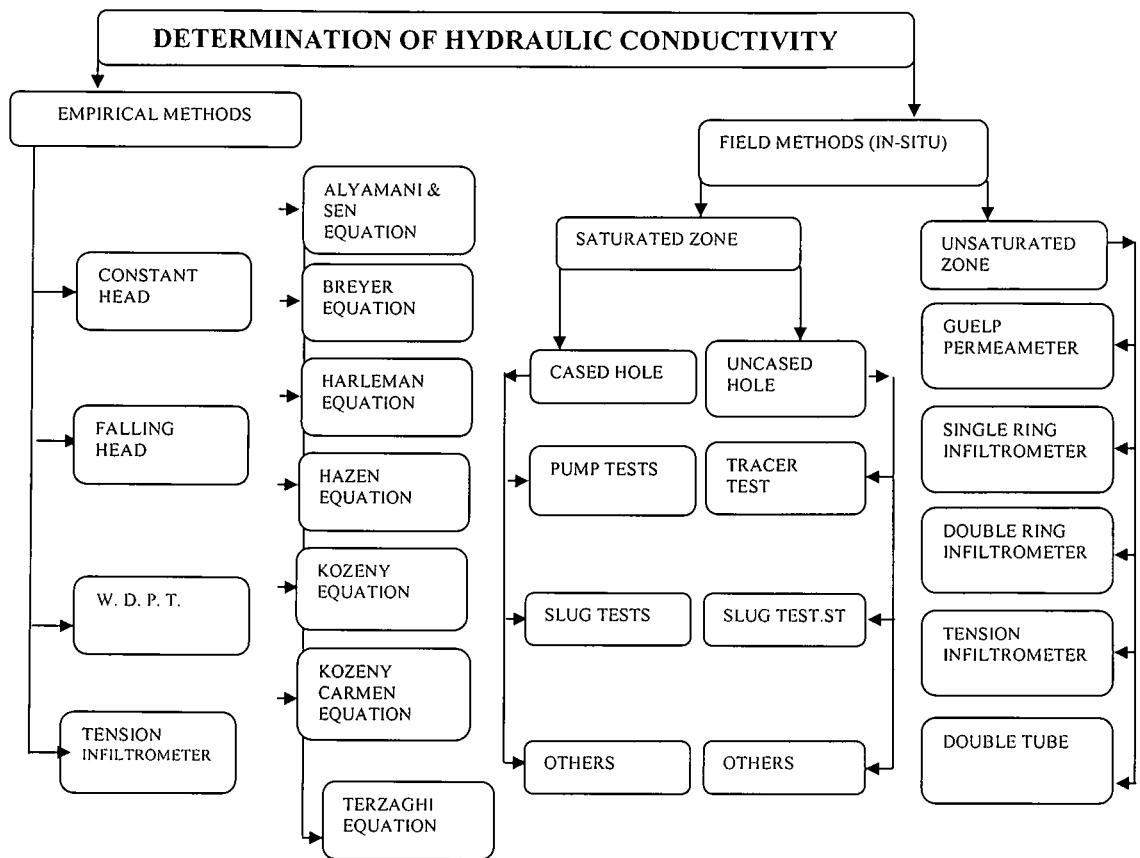 DETERMINATION OF HYDRAULIC CONDUCTIVITY
EMPIRICAL METHODS
CONSTANT
HEAD
FALLING
HEAD
W. D. P. T.
TENSION
INFILTROMETER
ALYAMANI &
SEN
EQUATION
BREYER
EQUATION
HARLEMAN
EQUATION
HAZEN
EQUATION
KOZENY
EQUATION
KOZENY
CARMEN
EQUATION
TERZAGHI
EQUATION
FIELD METHODS (IN-SITU)
SATURATED ZONE
CASED HOLE
PUMP TESTS
SLUG TESTS
OTHERS
UNCASED
HOLE
TRACER
TEST
SLUG TEST.ST
OTHERS
UNSATURATED
ZONE
GUELP
PERMEAMETER
SINGLE RING
INFILTROMETER
DOUBLE RING
INFILTROMETER
TENSION
INFILTROMETER
DOUBLE TUBE